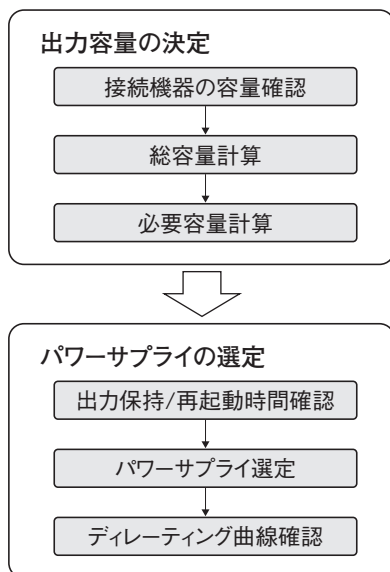 出力容量の決定
接続機器の容量確認
総容量計算
必要容量計算
パワーサプライの選定
出力保持/再起動時間確認
パワーサプライ選定
ディレーティング曲線確認